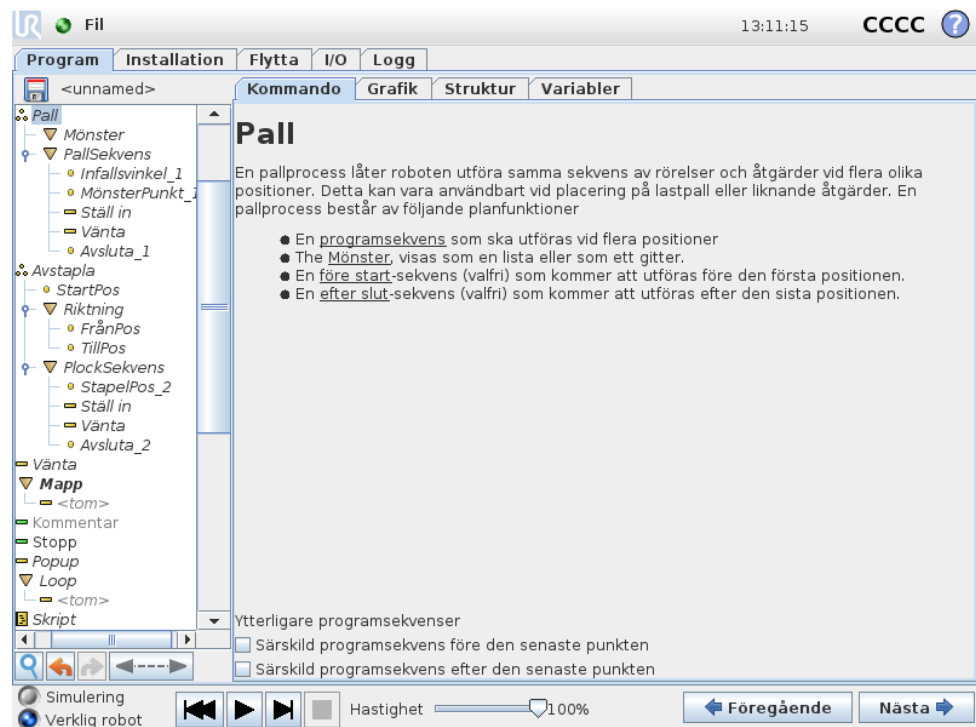 Fil
13:11:15
CCCC
?
Program Installation Flytta I/O Logg
<unnamed>
Kommando Grafik Struktur Variabler
Pall
Mönster
PallSekvens
Infallsvinkel_1
MönsterPunkt_1
Ställ in
Vänta
Avsluta_1
Avstapla
StartPos
Riktning
FrånPos
TillPos
PlockSekvens
StapelPos_2
Ställ in
Vänta
Avsluta_2
Vänta
Mapp
<tom>
Kommentar
Stopp
Popup
Loop
<tom>
Skript
Pall
En pallprocess låter roboten utföra samma sekvens av rörelser och åtgärder vid flera olika
positioner. Detta kan vara användbart vid placering på lastpall eller liknande åtgärder. En
pallprocess består av följande planfunktioner
En programsekvens som ska utföras vid flera positioner
The Mönster, visas som en lista eller som ett gitter.
En före start-sekvens (valfri) som kommer att utföras före den första positionen.
En efter slut-sekvens (valfri) som kommer att utföras efter den sista positionen.
Ytterligare programsekvenser
Särskild programsekvens före den senaste punkten
Särskild programsekvens efter den senaste punkten
Simulering
Verklig robot
Hastighet 100%
Föregående
Nästa